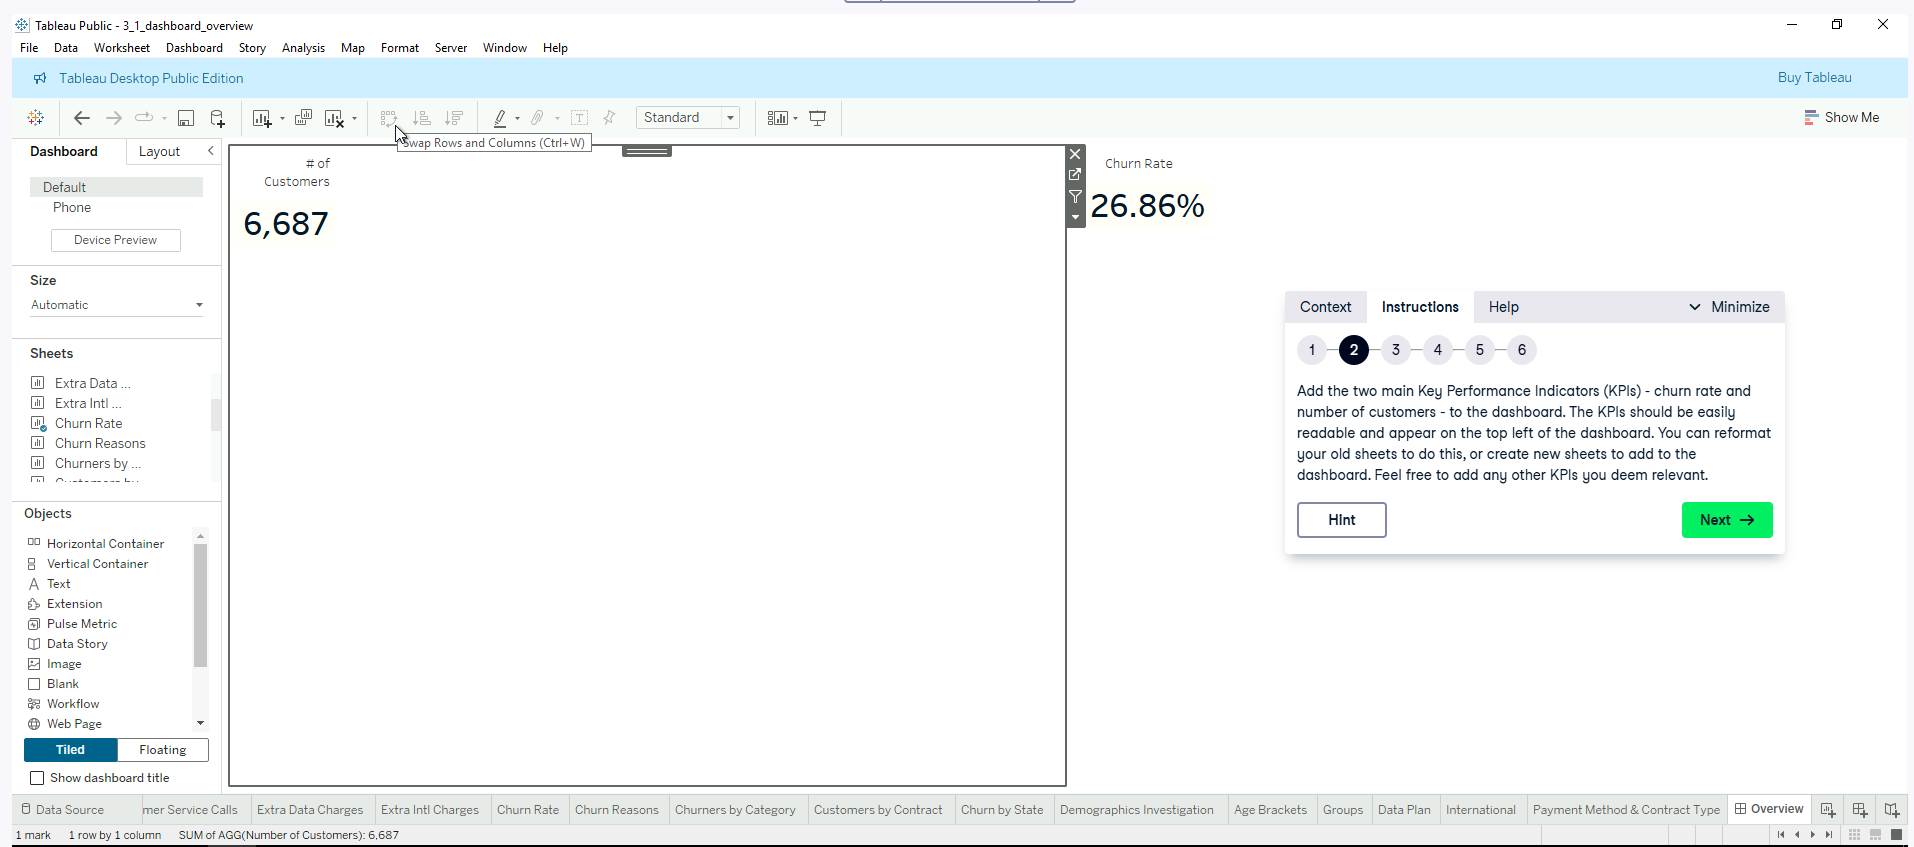 Tableau Public - 3_1_dashboard_overview
File Data Worksheet Dashboard Story Analysis Map Format Server Window Help
Tableau Desktop Public Edition
Buy Tableau
Standard
Show Me
Swap Rows and Columns (Ctrl+W)
Dashboard
Layout
Default
Phone
Device Preview
Size
Automatic
Sheets
Extra Data ...
Extra Intl ...
Churn Rate
Churn Reasons
Churners by ...
Objects
Horizontal Container
Vertical Container
Text
Extension
Pulse Metric
Data Story
Image
Blank
Workflow
Web Page
Tiled
Floating
Show dashboard title
# of
Customers
6,687
Churn Rate
26.86%
Context
Instructions
Help
Minimize
1 2 3 4 5 6
Add the two main Key Performance Indicators (KPIs) - churn rate and
number of customers - to the dashboard. The KPIs should be easily
readable and appear on the top left of the dashboard. You can reformat
your old sheets to do this, or create new sheets to add to the
dashboard. Feel free to add any other KPIs you deem relevant.
Hint
Next
Data Source
mer Service Calls
Extra Data Charges
Extra Intl Charges
Churn Rate
Churn Reasons
Churners by Category
Customers by Contract
Churn by State
Demographics Investigation
Age Brackets
Groups
Data Plan
International
Payment Method & Contract Type
Overview
1 mark 1 row by 1 column SUM of AGG(Number of Customers): 6,687